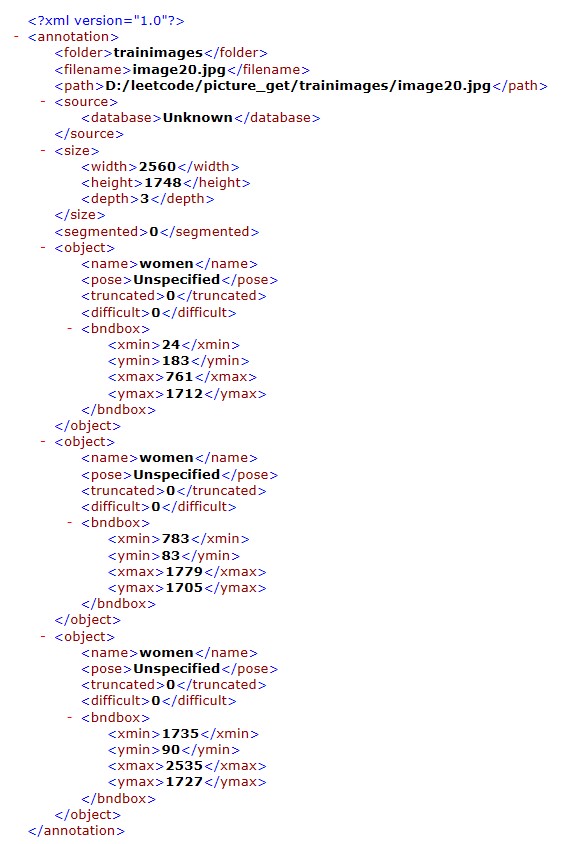 <?xml version="1.0"?>
- <annotation>
<folder>trainimages</folder>
<filename>image20.jpg</filename>
<path>D:/leetcode/picture_get/trainimages/image20.jpg</path>
- <source>
<database>Unknown</database>
</source>
- <size>
<width>2560</width>
<height>1748</height>
<depth>3</depth>
</size>
<segmented>0</segmented>
- <object>
<name>women</name>
<pose>Unspecified</pose>
<truncated>0</truncated>
<difficult>0</difficult>
- <bndbox>
<xmin>24</xmin>
<ymin>183</ymin>
<xmax>761</xmax>
<ymax>1712</ymax>
</bndbox>
</object>
- <object>
<name>women</name>
<pose>Unspecified</pose>
<truncated>0</truncated>
<difficult>0</difficult>
- <bndbox>
<xmin>783</xmin>
<ymin>83</ymin>
<xmax>1779</xmax>
<ymax>1705</ymax>
</bndbox>
</object>
- <object>
<name>women</name>
<pose>Unspecified</pose>
<truncated>0</truncated>
<difficult>0</difficult>
- <bndbox>
<xmin>1735</xmin>
<ymin>90</ymin>
<xmax>2535</xmax>
<ymax>1727</ymax>
</bndbox>
</object>
</annotation>